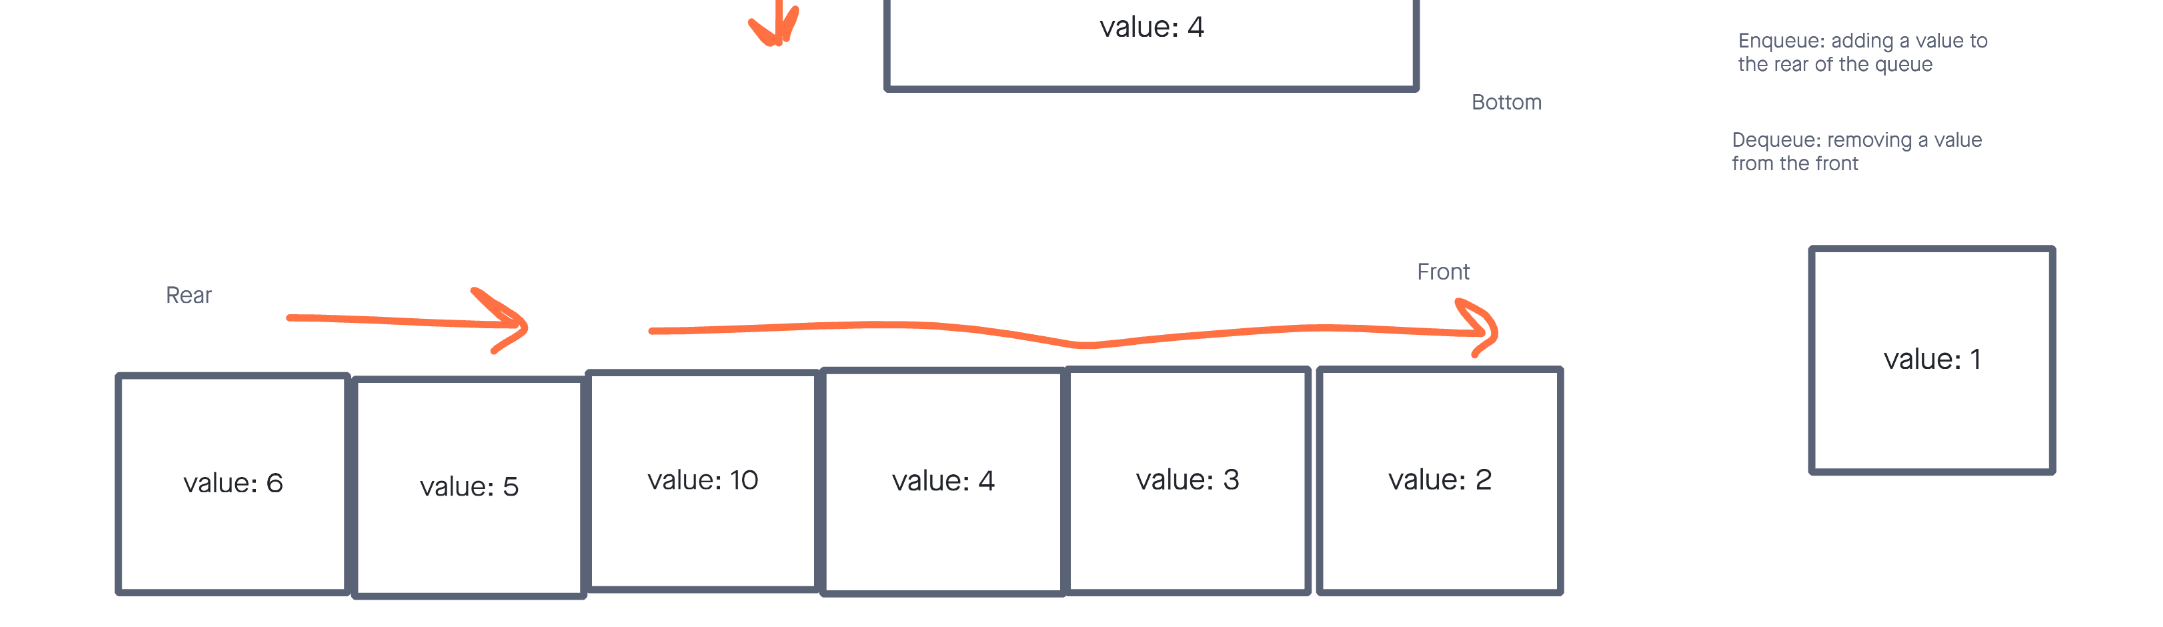 value: 4
Enqueue: adding a value to
the rear of the queue
Bottom
Dequeue: removing a value
from the front
Rear
Front
value: 1
value: 6
value: 5
value: 10
value: 4
value: 3
value: 2